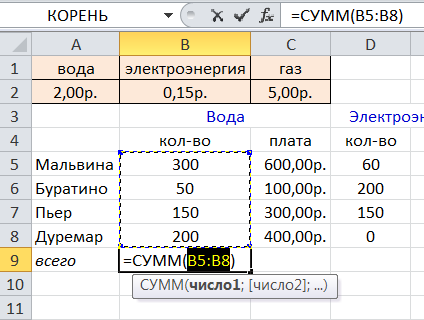 КОРЕНЬ =СУММ(B5:B8)
A B C D
1 вода электроэнергия газ
2 2,00р. 0,15р. 5,00р.
3 Вода Электроэн
4 кол-во плата кол-во
5 Мальвина 300 600,00р. 60
6 Буратино 50 100,00р. 200
7 Пьер 150 300,00р. 150
8 Дуремар 200 400,00р. 0
9 всего =СУММ(B5:B8)
10 СУММ(число1; [число2]; ...)
11